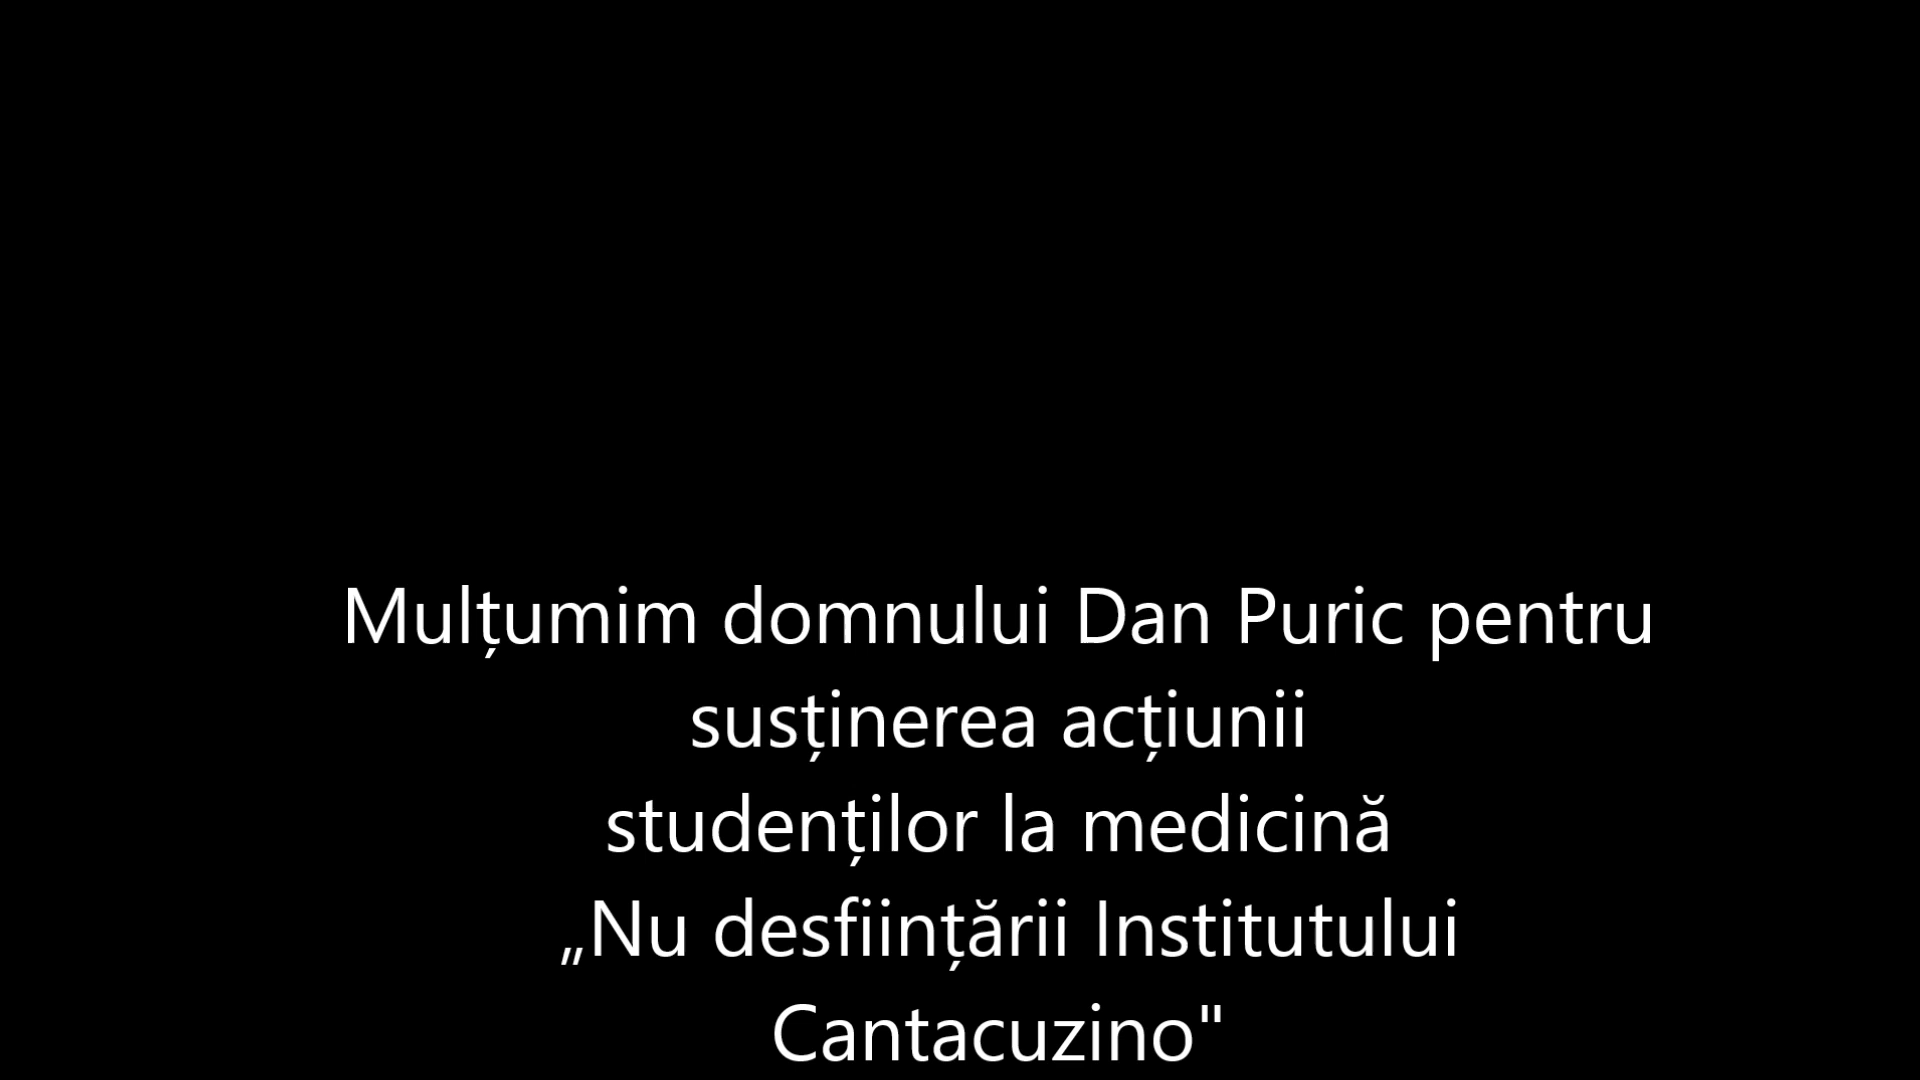 Mulțumim domnului Dan Puric pentru
susținerea acțiunii
studenților la medicină
„Nu desființării Institutului
Cantacuzino"